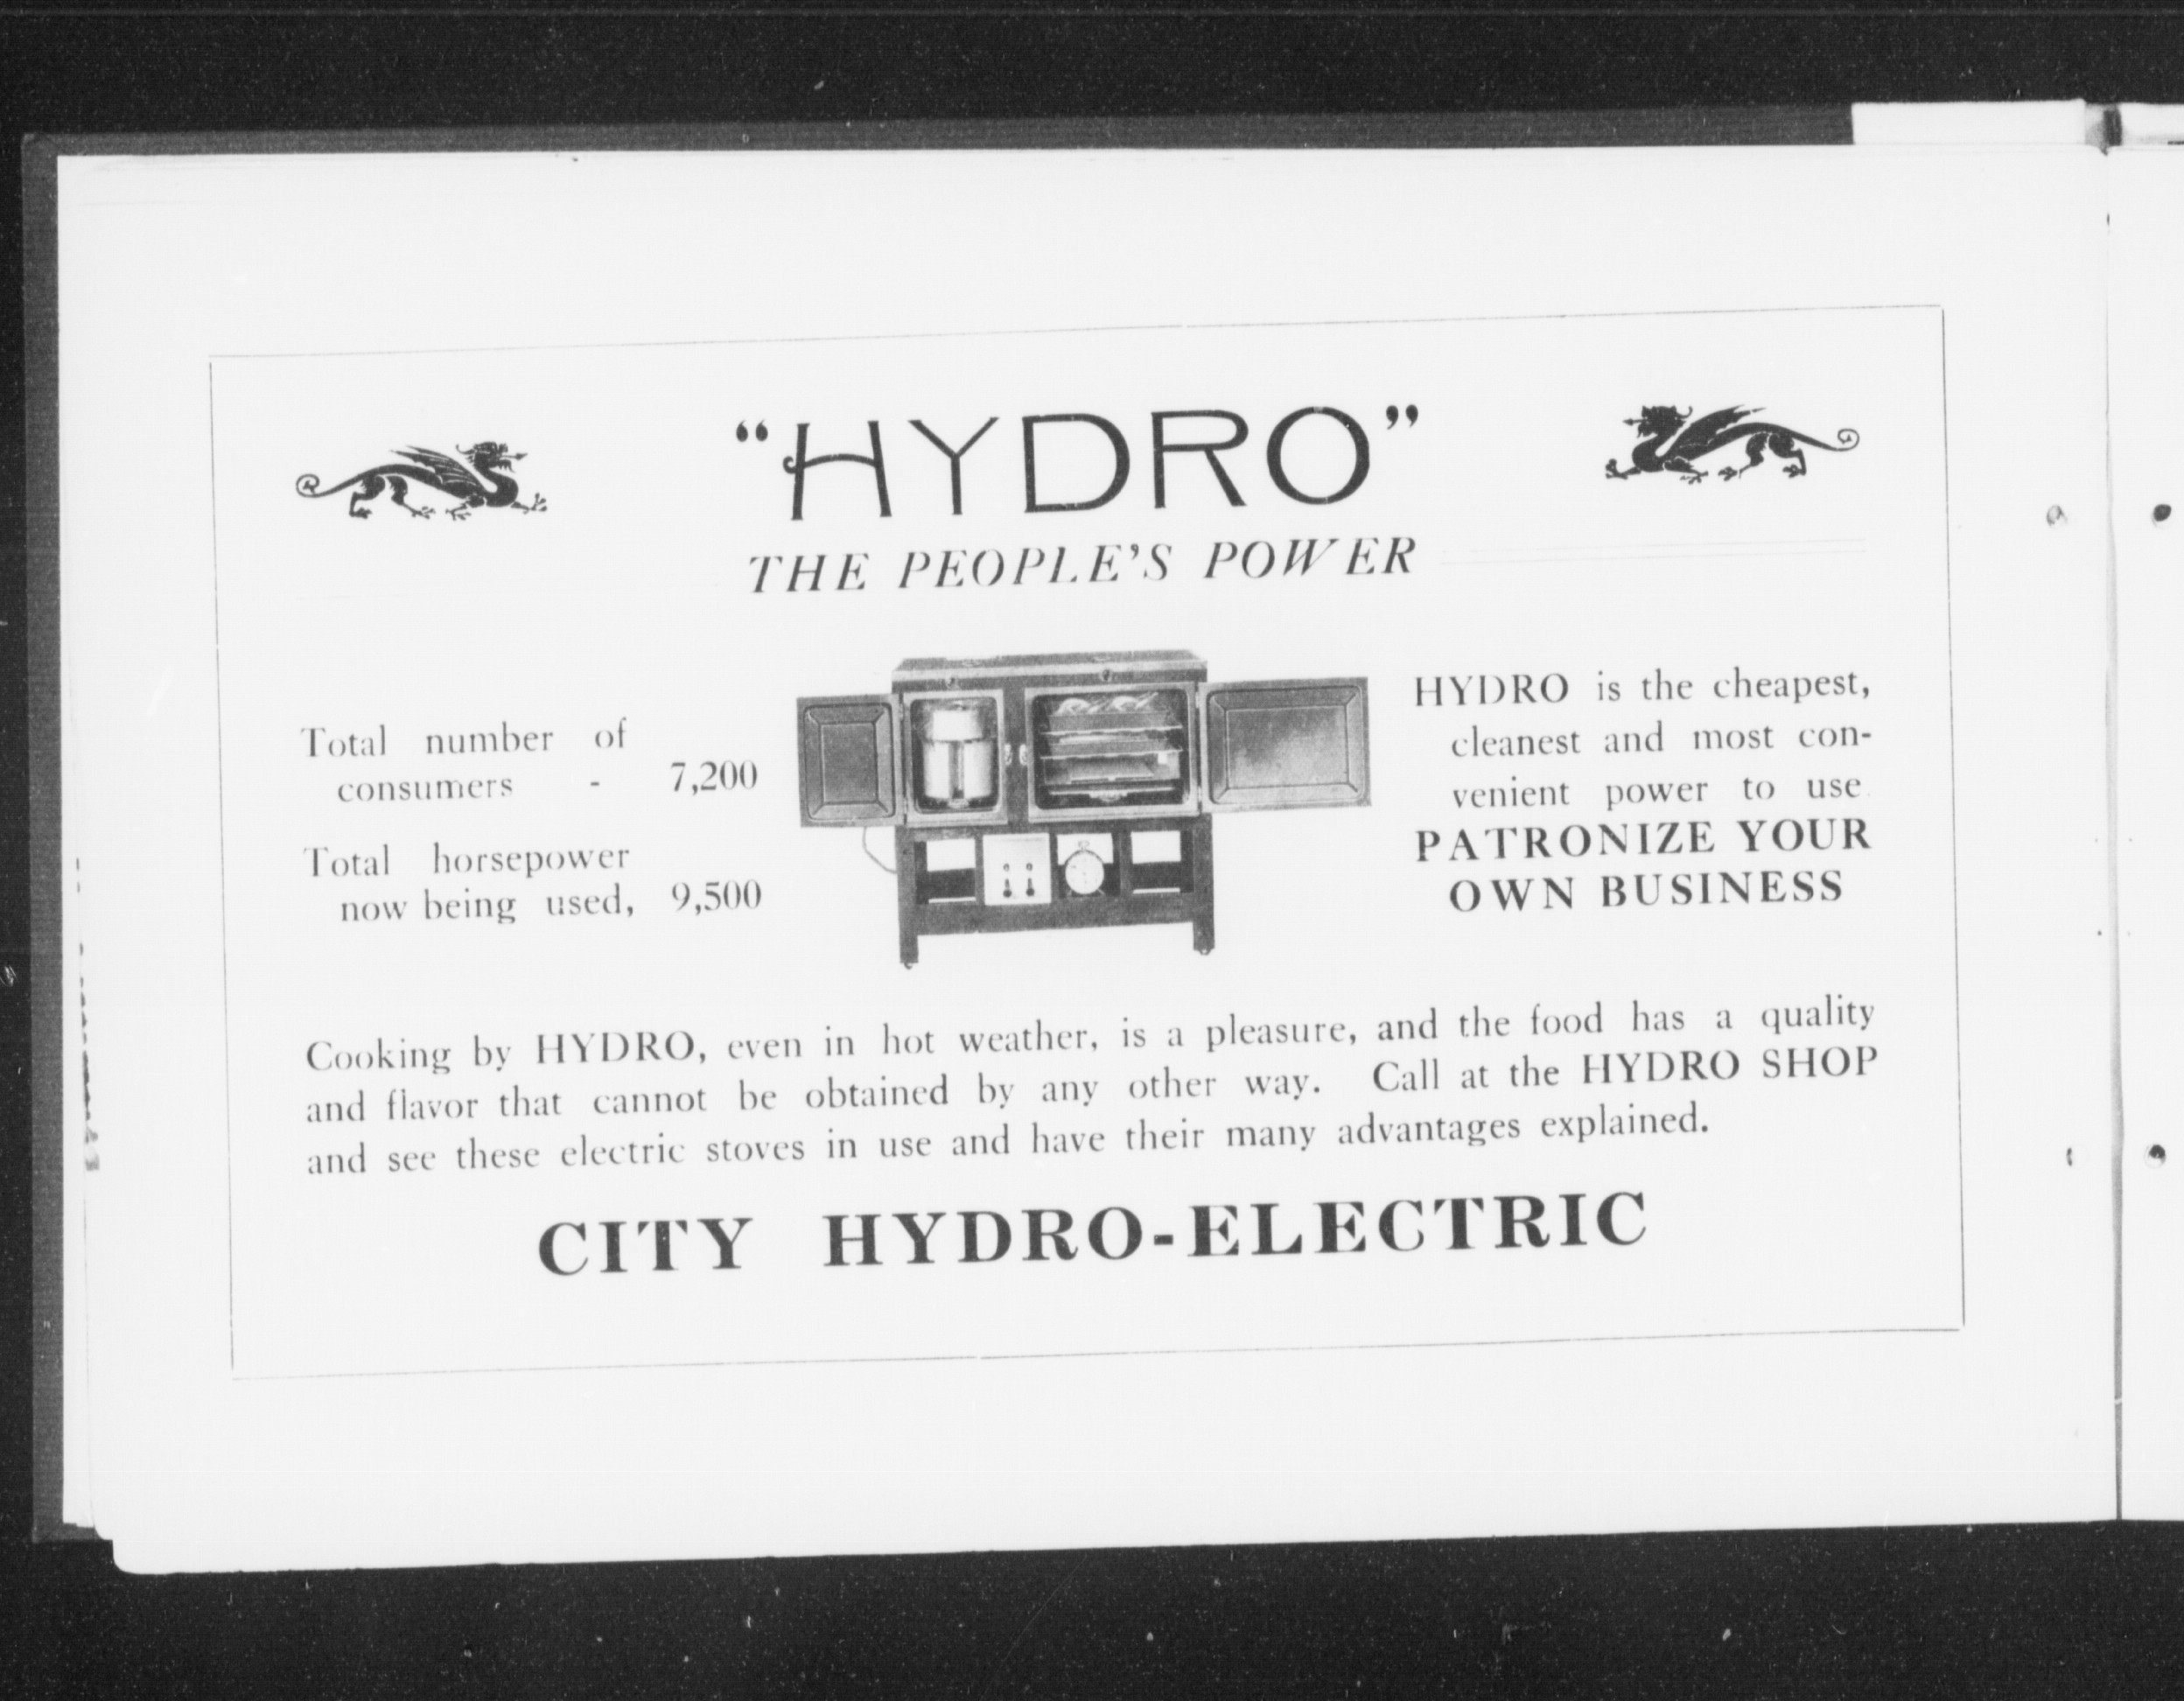 “HYDRO”
THE PEOPLE’S POWER
Total number of
consumers - 7,200
Total horsepower
now being used, 9,500
HYDRO is the cheapest,
cleanest and most con-
venient power to use
PATRONIZE YOUR
OWN BUSINESS
Cooking by HYDRO, even in hot weather, is a pleasure, and the food has a quality
and flavor that cannot be obtained by any other way. Call at the HYDRO SHOP
and see these electric stoves in use and have their many advantages explained.
CITY HYDRO-ELECTRIC